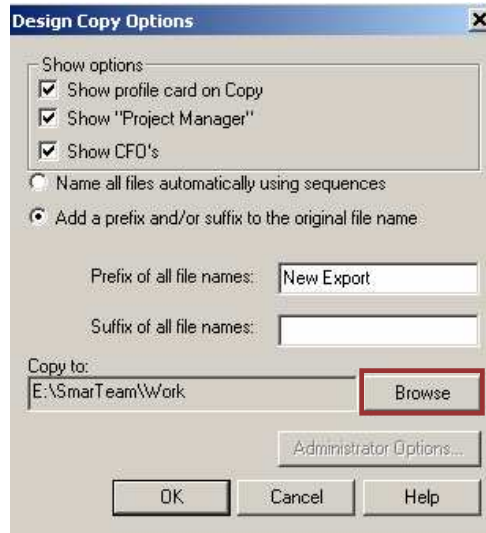 Design Copy Options
Show options
Show profile card on Copy
Show "Project Manager"
Show CFO's
Name all files automatically using sequences
Add a prefix and/or suffix to the original file name
Prefix of all file names: New Export
Suffix of all file names:
Copy to:
E:\SmarTeam\Work Browse
Administrator Options...
OK Cancel Help